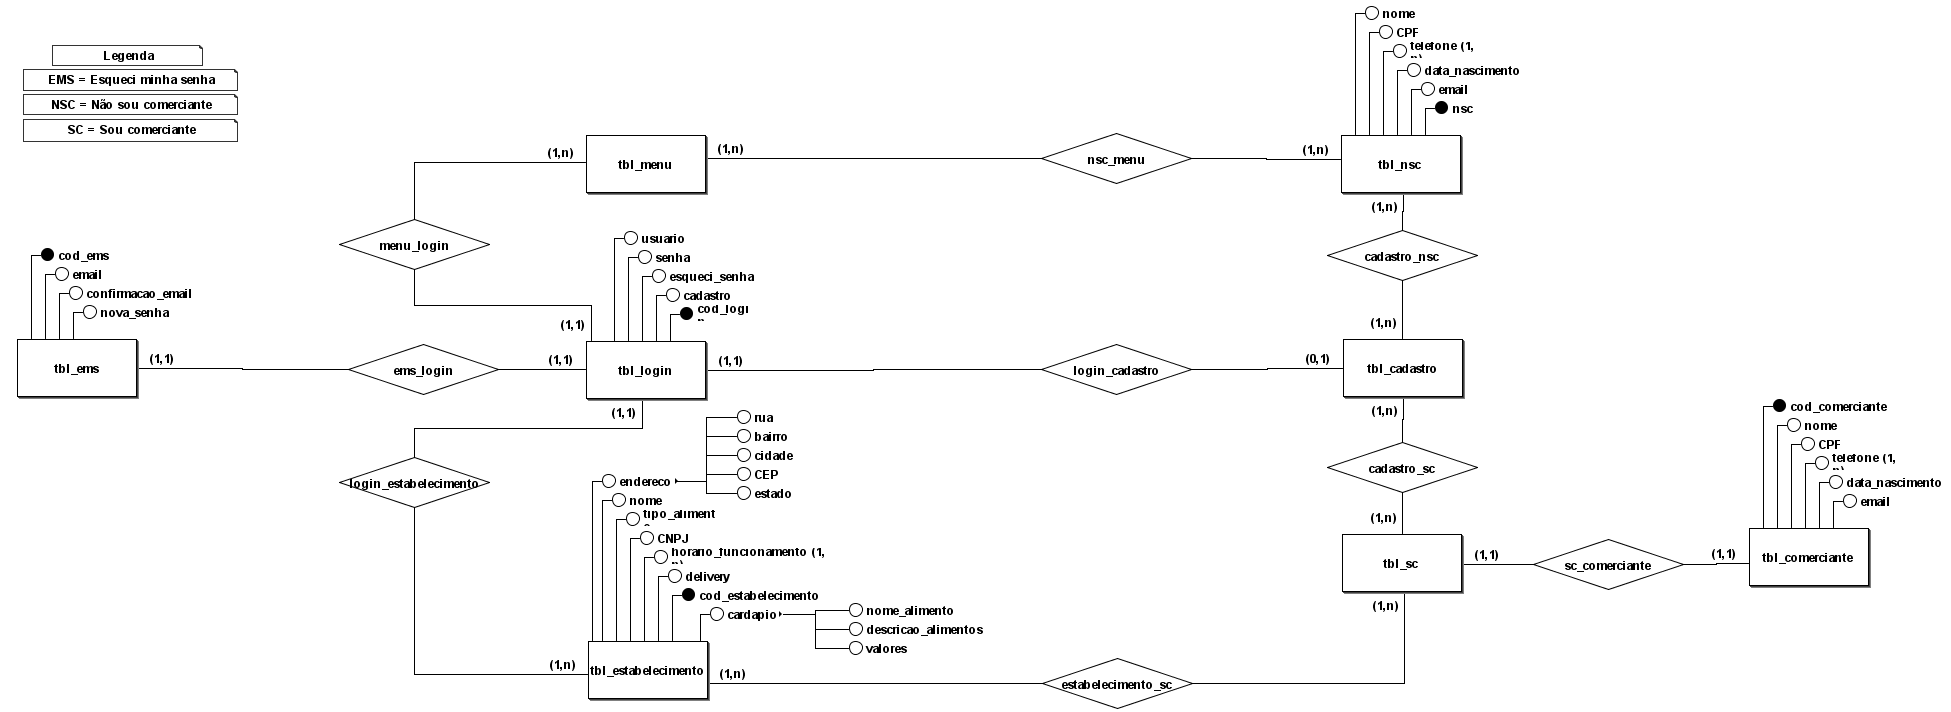 Legenda
EMS = Esqueci minha senha
NSC = Não sou comerciante
SC = Sou comerciante
nome
CPF
telefone (1,
data_nascimento
email
nsc
(1,n)
tbl_menu
(1,n)
nsc_menu
(1,n)
tbl_nsc
(1,n)
menu_login
cadastro_nsc
(1,n)
usuario
senha
esqueci_senha
cadastro
cod_logi
(1,1)
cod_ems
email
confirmacao_email
nova_senha
tbl_ems
(1,1)
ems_login
(1,1)
tbl_login
(1,1)
login_cadastro
(0,1)
tbl_cadastro
(1,1)
(1,n)
login_estabelecimento
cadastro_sc
(1,n)
rua
bairro
cidade
CEP
estado
endereco
nome
tipo_aliment
CNPJ
horario_funcionamento (1,
delivery
cod_estabelecimento
cardapio
nome_alimento
descricao_alimentos
valores
cod_comerciante
nome
CPF
telefone (1,
data_nascimento
email
tbl_sc
(1,1)
sc_comerciante
(1,1)
tbl_comerciante
(1,n)
(1,n)
tbl_estabelecimento
(1,n)
estabelecimento_sc